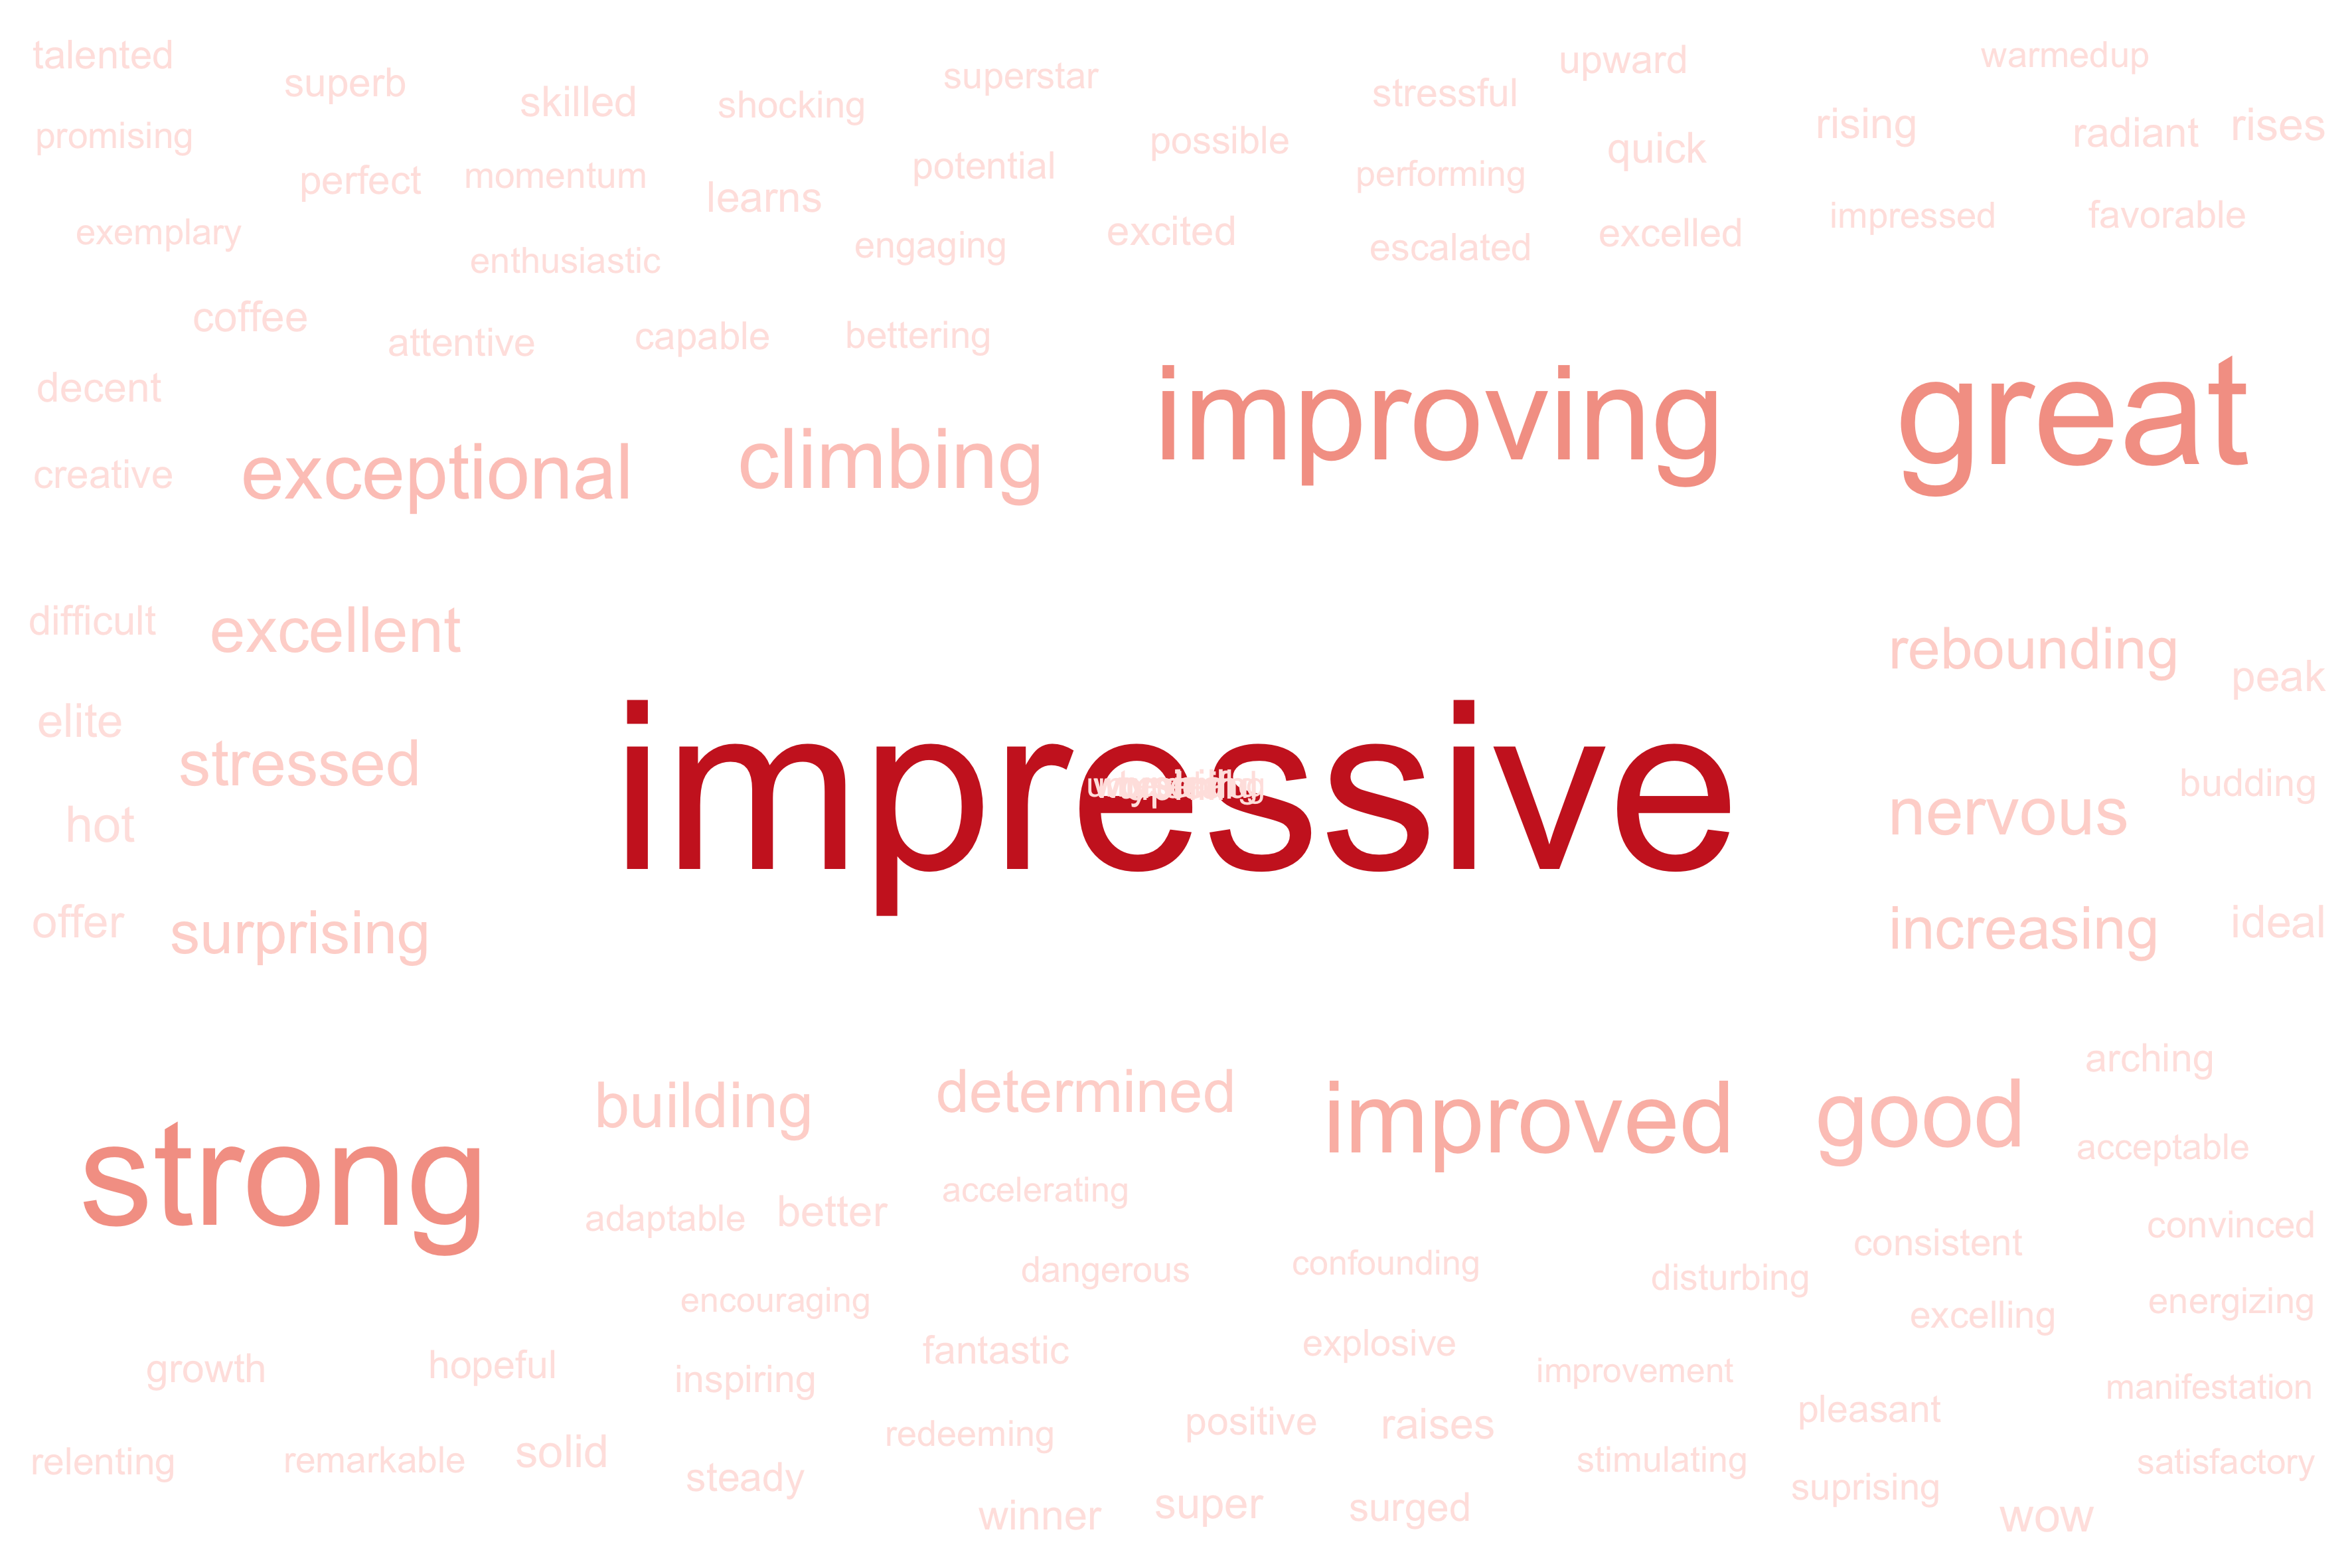 talented
superb
skilled
shocking
superstar
stressful
upward
warmedup
promising
perfect
momentum
learns
potential
possible
performing
quick
rising
radiant
rises
exemplary
enthusiastic
engaging
excited
escalated
excelled
impressed
favorable
coffee
attentive
capable
bettering
decent
creative
exceptional
climbing
improving
great
difficult
excellent
rebounding
peak
elite
stressed
impressive
nervous
budding
hot
offer
surprising
increasing
ideal
strong
building
determined
improved
good
arching
acceptable
adaptable
better
accelerating
dangerous
confounding
disturbing
consistent
convinced
encouraging
excelling
energizing
growth
hopeful
inspiring
fantastic
explosive
improvement
pleasant
manifestation
relenting
remarkable
solid
steady
redeeming
positive
raises
stimulating
suprising
satisfactory
winner
super
surged
wow